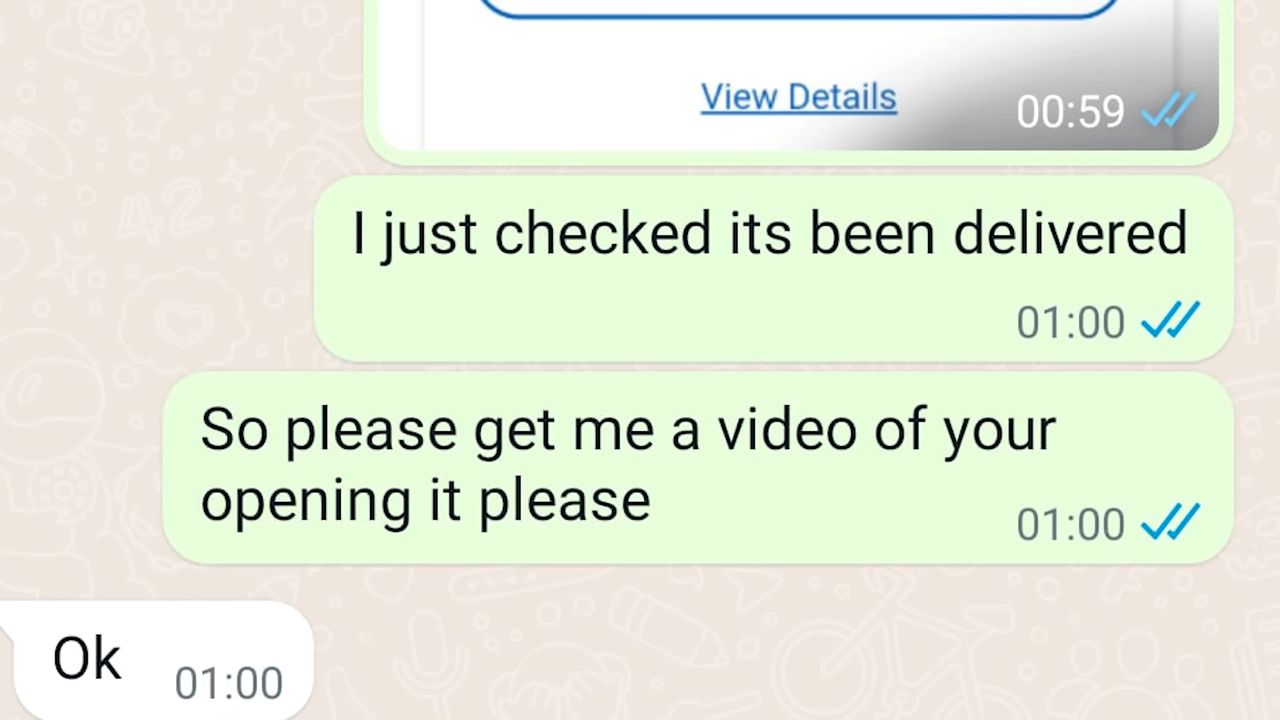 View Details
00:59
I just checked its been delivered
01:00
So please get me a video of your
opening it please
01:00
Ok
01:00